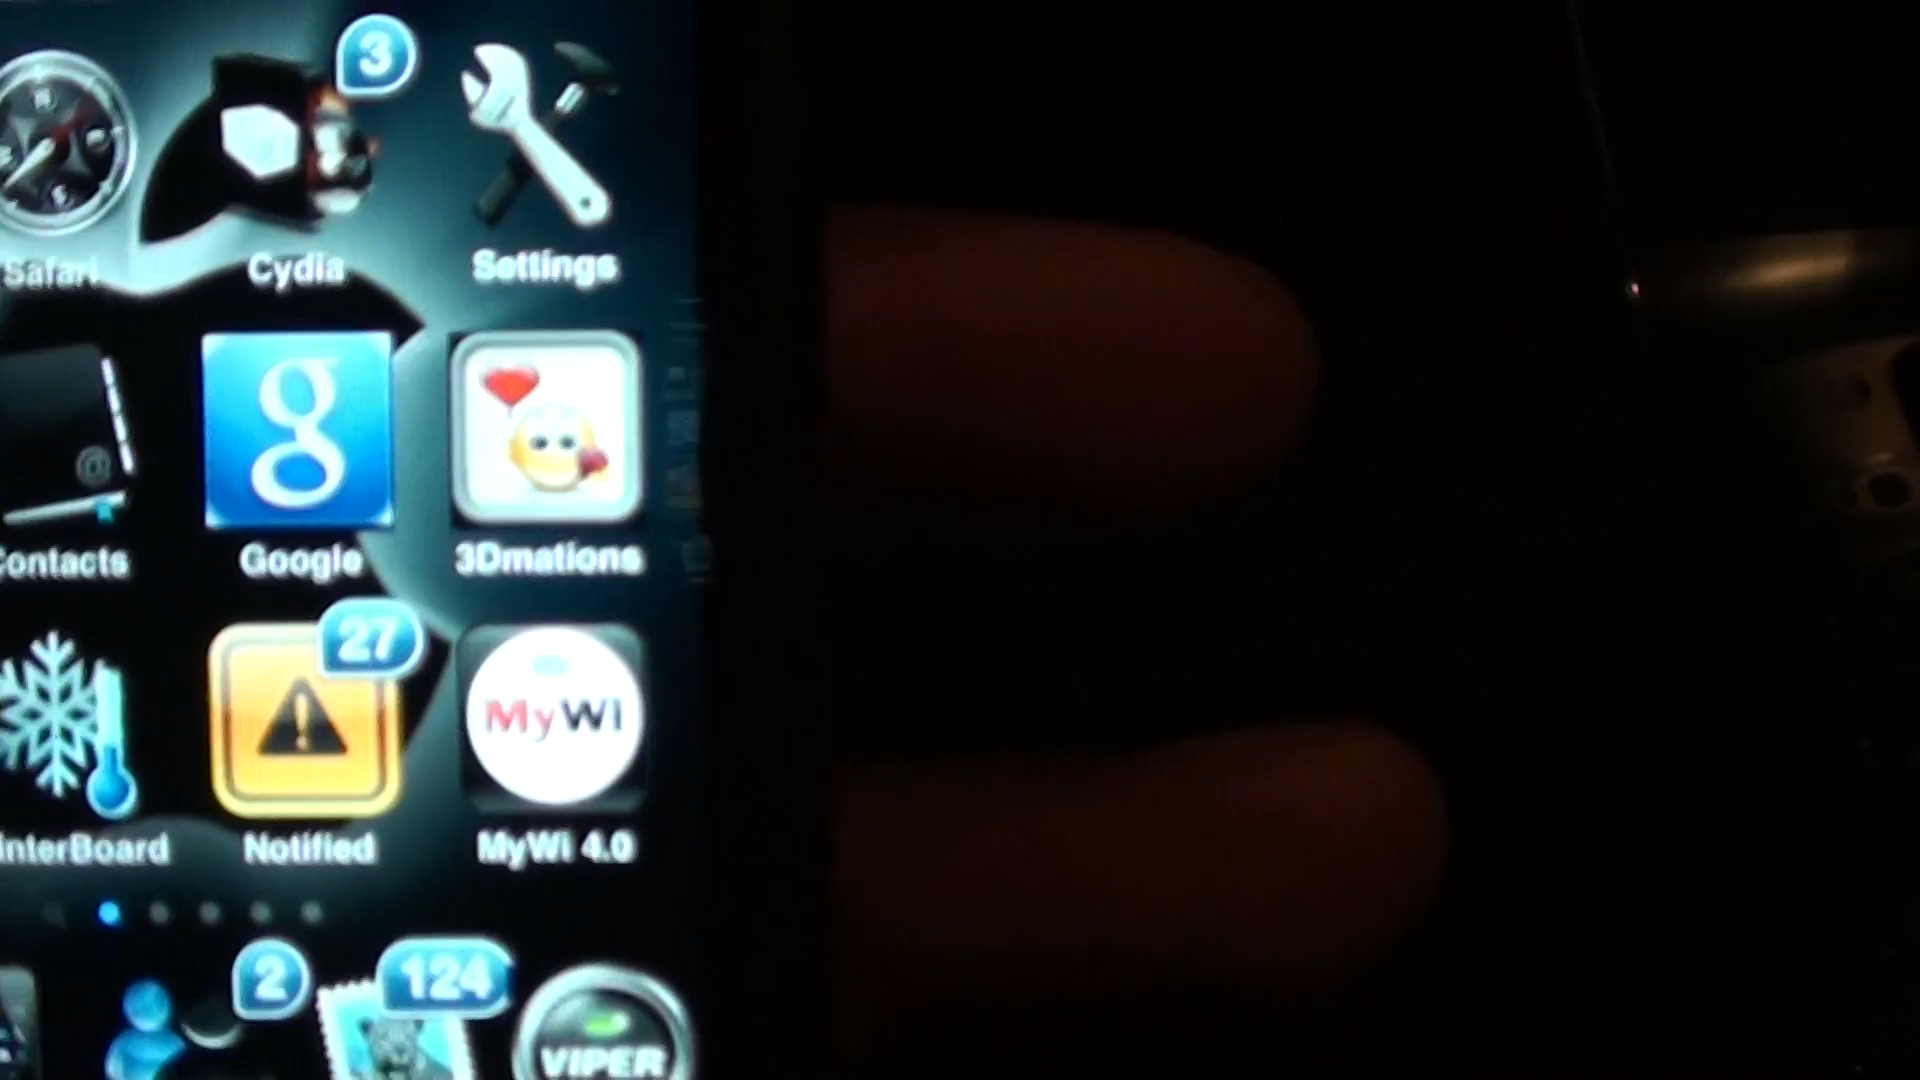 3
N
Safari
Cydia
Settings
g
@
Contacts
Google
3Dmations
27
MyWi
InterBoard
Notified
MyWi 4.0
2
124
VIPER